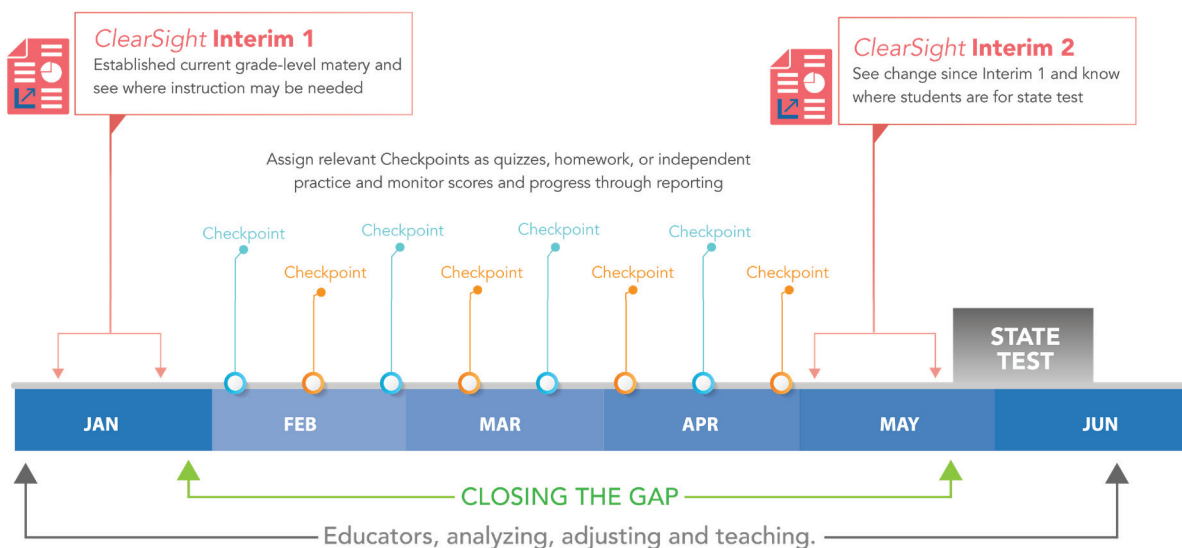 ClearSight Interim 1
Established current grade-level matery and
see where instruction may be needed
ClearSight Interim 2
See change since Interim 1 and know
where students are for state test
Assign relevant Checkpoints as quizzes, homework, or independent
practice and monitor scores and progress through reporting
Checkpoint
Checkpoint
Checkpoint
Checkpoint
Checkpoint
Checkpoint
Checkpoint
Checkpoint
STATE
TEST
JAN
FEB
MAR
APR
MAY
JUN
CLOSING THE GAP
Educators, analyzing, adjusting and teaching.